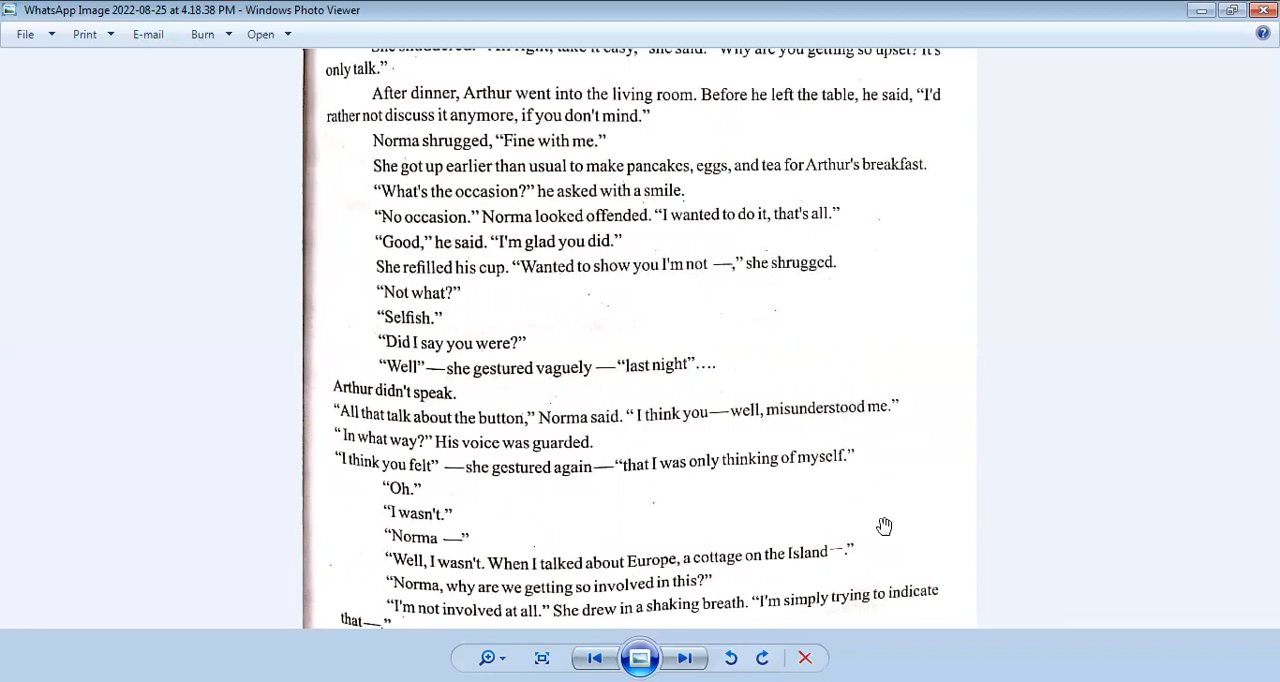 WhatsApp Image 2022-08-25 at 4.18.38 PM - Windows Photo Viewer
File Print E-mail Burn Open
she said. "Why are you getting so upset? It's
only talk."
After dinner, Arthur went into the living room. Before he left the table, he said, “I'd
rather not discuss it anymore, if you don't mind.”
Norma shrugged, “Fine with me.”
She got up earlier than usual to make pancakes, eggs, and tea for Arthur's breakfast.
“What's the occasion?” he asked with a smile.
“No occasion.” Norma looked offended. “I wanted to do it, that's all.”
“Good,” he said. “I'm glad you did.”
She refilled his cup. “Wanted to show you I'm not —,” she shrugged.
“Not what?”
“Selfish.”
“Did I say you were?”
“Well”—she gestured vaguely —“last night”....
Arthur didn't speak.
“All that talk about the button,” Norma said. “ I think you—well, misunderstood me.”
“In what way?” His voice was guarded.
“I think you felt” —she gestured again—“that I was only thinking of myself.”
“Oh.”
“I wasn't.”
“Norma —”
“Well, I wasn't. When I talked about Europe, a cottage on the Island—.”
“Norma, why are we getting so involved in this?”
“I'm not involved at all.” She drew in a shaking breath. “I'm simply trying to indicate
that—.”